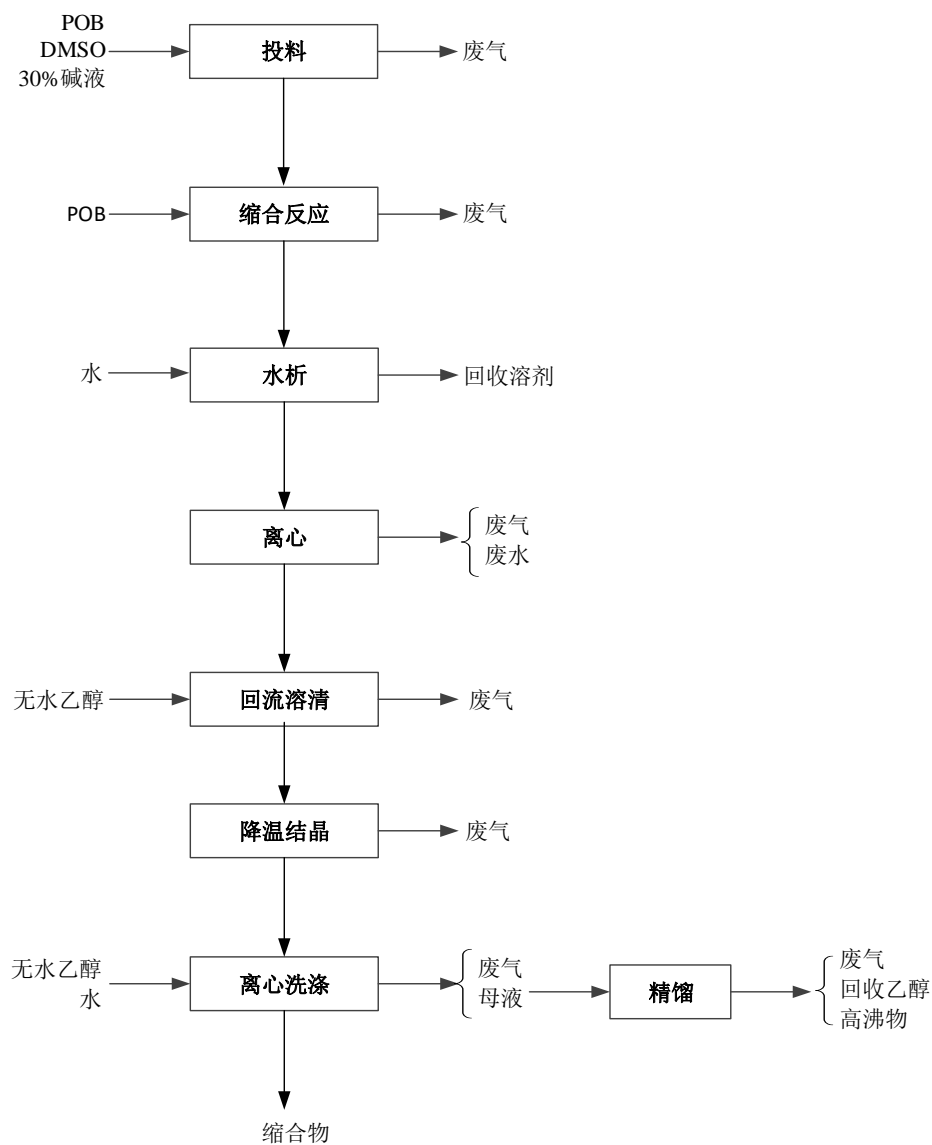 POB
DMSO
30%碱液
投料
废气
POB
缩合反应
废气
水
水析
回收溶剂
离心
废气
废水
无水乙醇
回流溶清
废气
降温结晶
废气
无水乙醇
水
离心洗涤
废气
母液
精馏
废气
回收乙醇
高沸物
缩合物